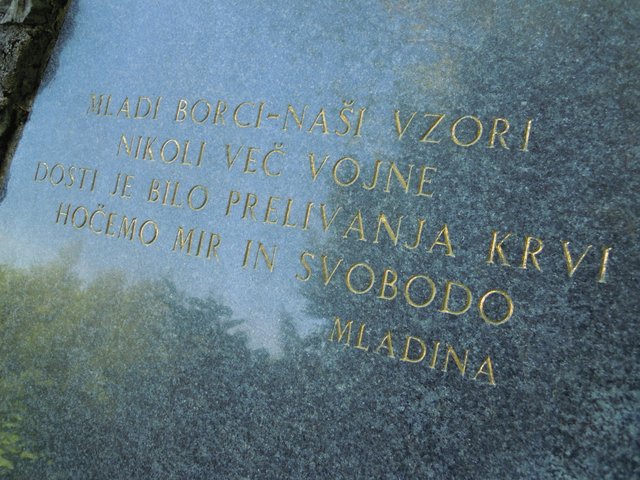 MLADI BORCI-NAŠI VZORI
NIKOLI VEČ VOJNE
DOSTI JE BILO PRELIVANJA KRVI
HOČEMO MIR IN SVOBODO
MLADINA